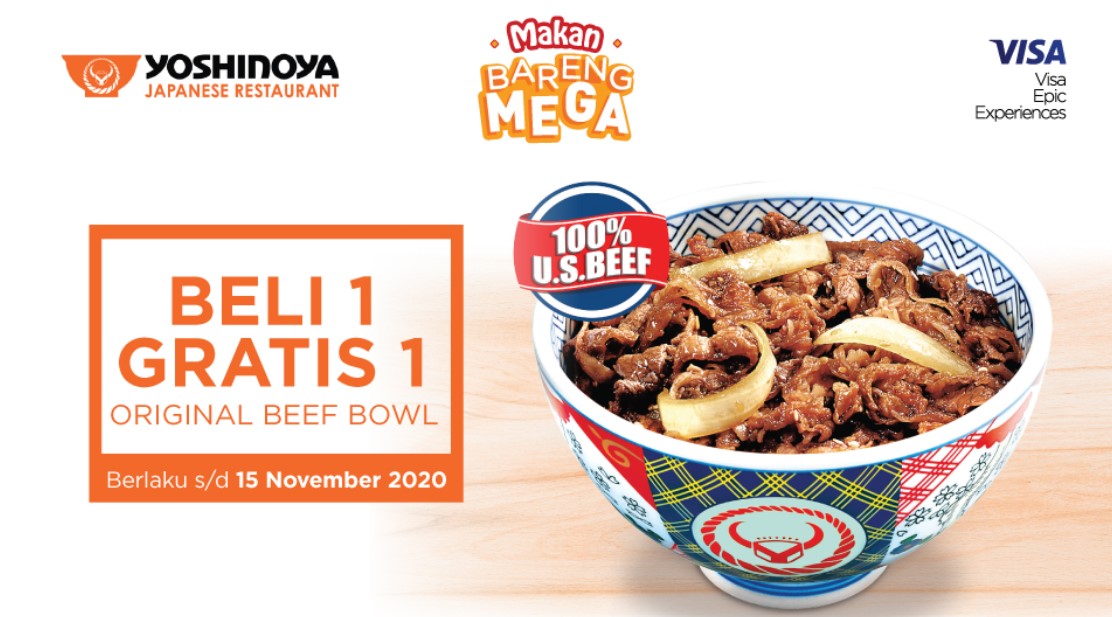 YOSHINOYA
JAPANESE RESTAURANT
Makan
BARENG
MEGA
VISA
Visa
Epic
Experiences
100%
U.S.BEEF
BELI 1
GRATIS 1
ORIGINAL BEEF BOWL
Berlaku s/d 15 November 2020